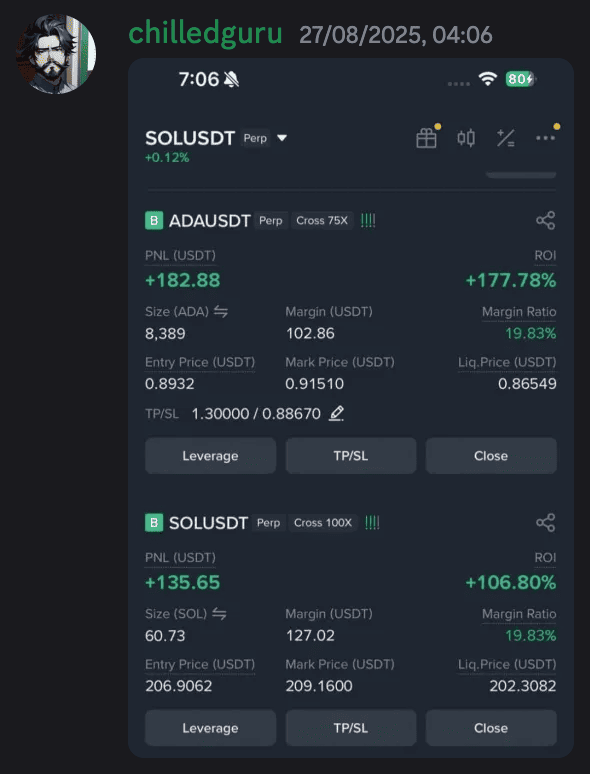 chilledguru 27/08/2025, 04:06
7:06 80
SOLUSDT Perp
+0.12%
B ADAUSDT Perp Cross 75X !!!!
PNL (USDT) ROI
+182.88 +177.78%
Size (ADA) Margin (USDT) Margin Ratio
8,389 102.86 19.83%
Entry Price (USDT) Mark Price (USDT) Liq.Price (USDT)
0.8932 0.91510 0.86549
TP/SL 1.30000 / 0.88670
Leverage TP/SL Close
B SOLUSDT Perp Cross 100X !!!!
PNL (USDT) ROI
+135.65 +106.80%
Size (SOL) Margin (USDT) Margin Ratio
60.73 127.02 19.83%
Entry Price (USDT) Mark Price (USDT) Liq.Price (USDT)
206.9062 209.1600 202.3082
Leverage TP/SL Close